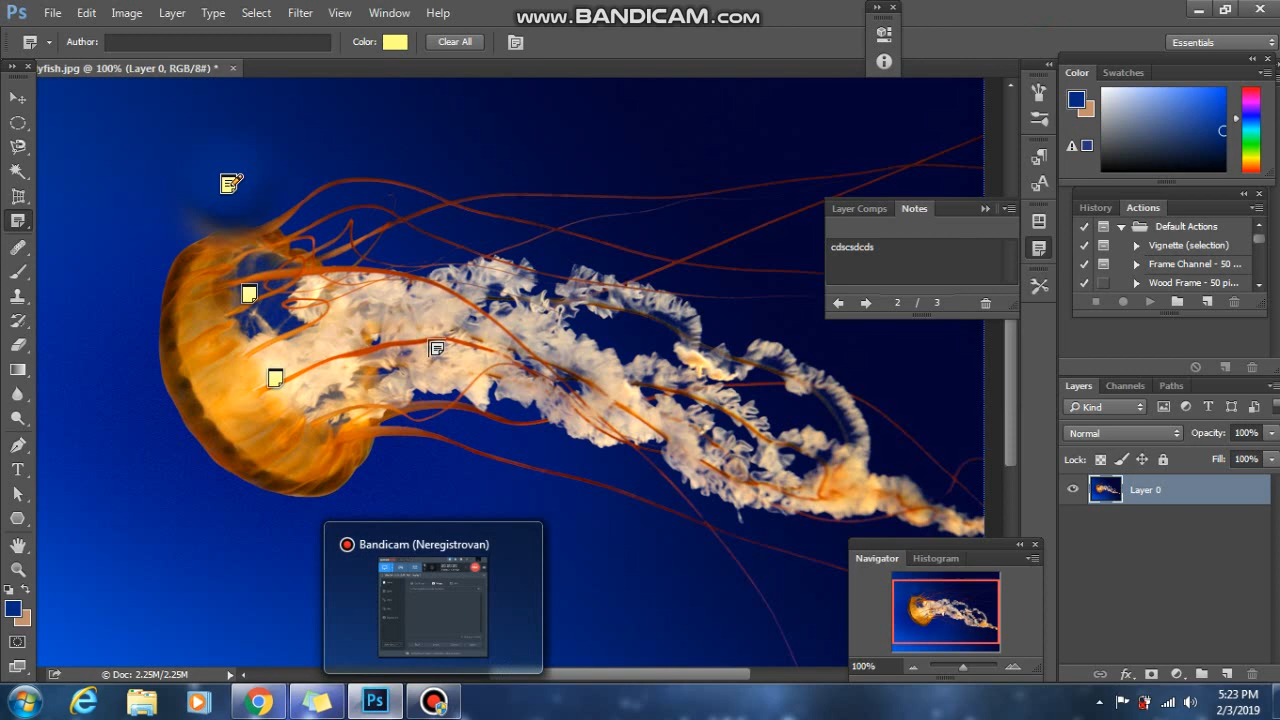 www.BANDICAM.com
Ps File Edit Image Layer Type Select Filter View Window Help
Author: Color: Clear All Essentials
yfish.jpg @ 100% (Layer 0, RGB/8#) * ×
Color Swatches
Layer Comps Notes
cdscsdcds
2 / 3
History Actions
Default Actions
Vignette (selection)
Frame Channel - 50 ...
Wood Frame - 50 pi...
Layers Channels Paths
Kind
Normal Opacity: 100%
Lock: Fill: 100%
Layer 0
Bandicam (Neregistrovan)
Navigator Histogram
100%
Doc: 2.25M/2.25M
Ps
5:23 PM
2/3/2019